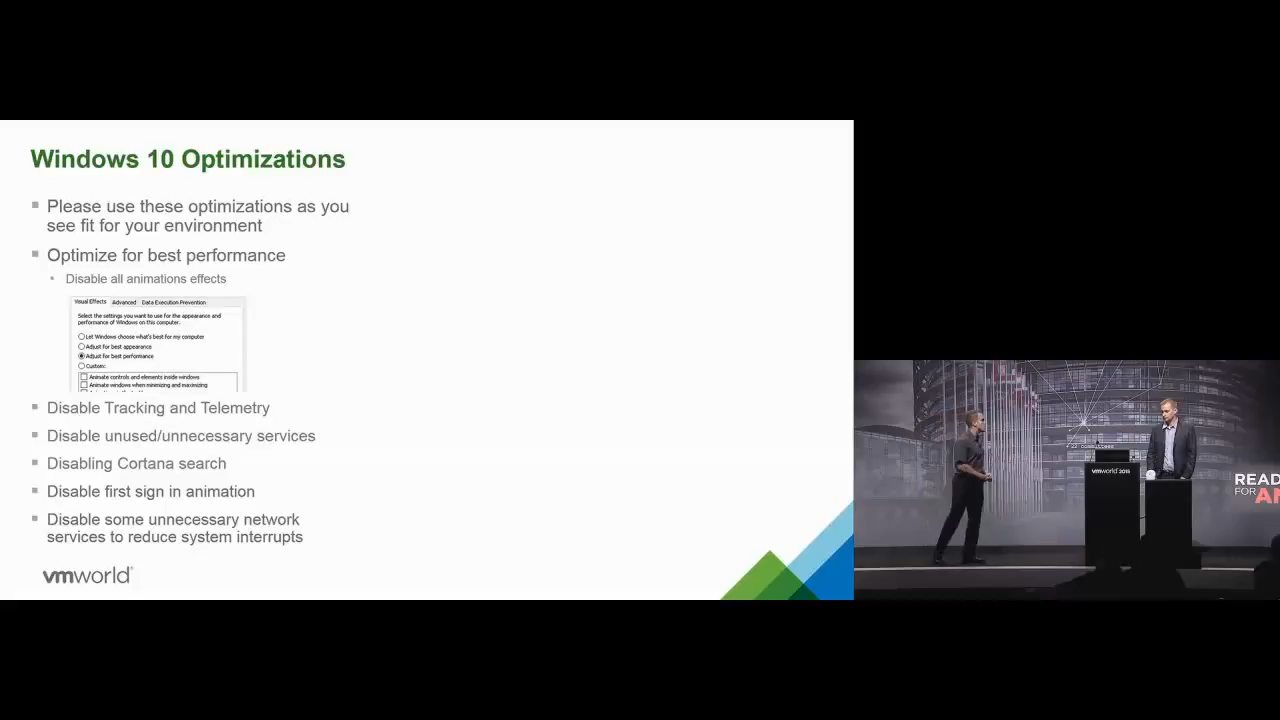 Windows 10 Optimizations
Please use these optimizations as you
see fit for your environment
Optimize for best performance
Disable all animations effects
Visual Effects Advanced Data Execution Prevention
Select the settings you want to use for the appearance and
performance of Windows on this computer.
Let Windows choose what's best for my computer
Adjust for best appearance
Adjust for best performance
Custom:
Animate controls and elements inside windows
Animate windows when minimizing and maximizing
Disable Tracking and Telemetry
Disable unused/unnecessary services
Disabling Cortana search
Disable first sign in animation
Disable some unnecessary network
services to reduce system interrupts
vmworld®
vmworld 2015
READ
FOR AN